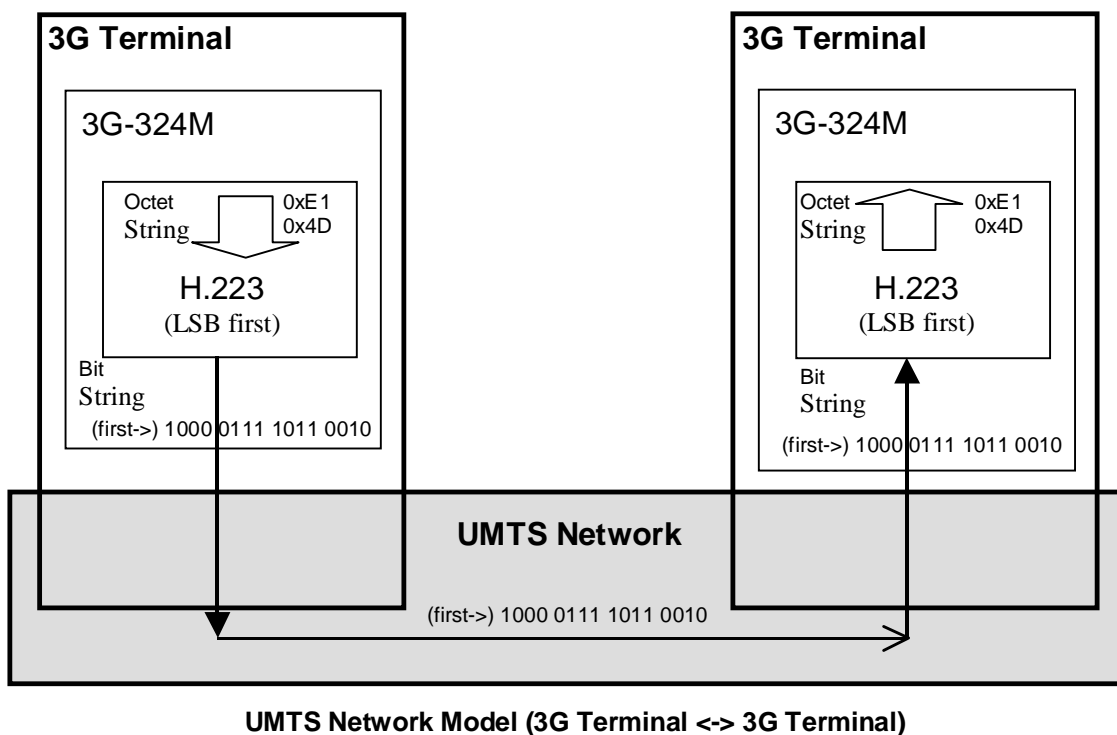 3G Terminal
3G-324M
Octet
String
0xE1
0x4D
H.223
(LSB first)
Bit
String
(first->) 1000 0111 1011 0010
3G Terminal
3G-324M
Octet
String
0xE1
0x4D
H.223
(LSB first)
Bit
String
(first->) 1000 0111 1011 0010
UMTS Network
(first->) 1000 0111 1011 0010
UMTS Network Model (3G Terminal <-> 3G Terminal)